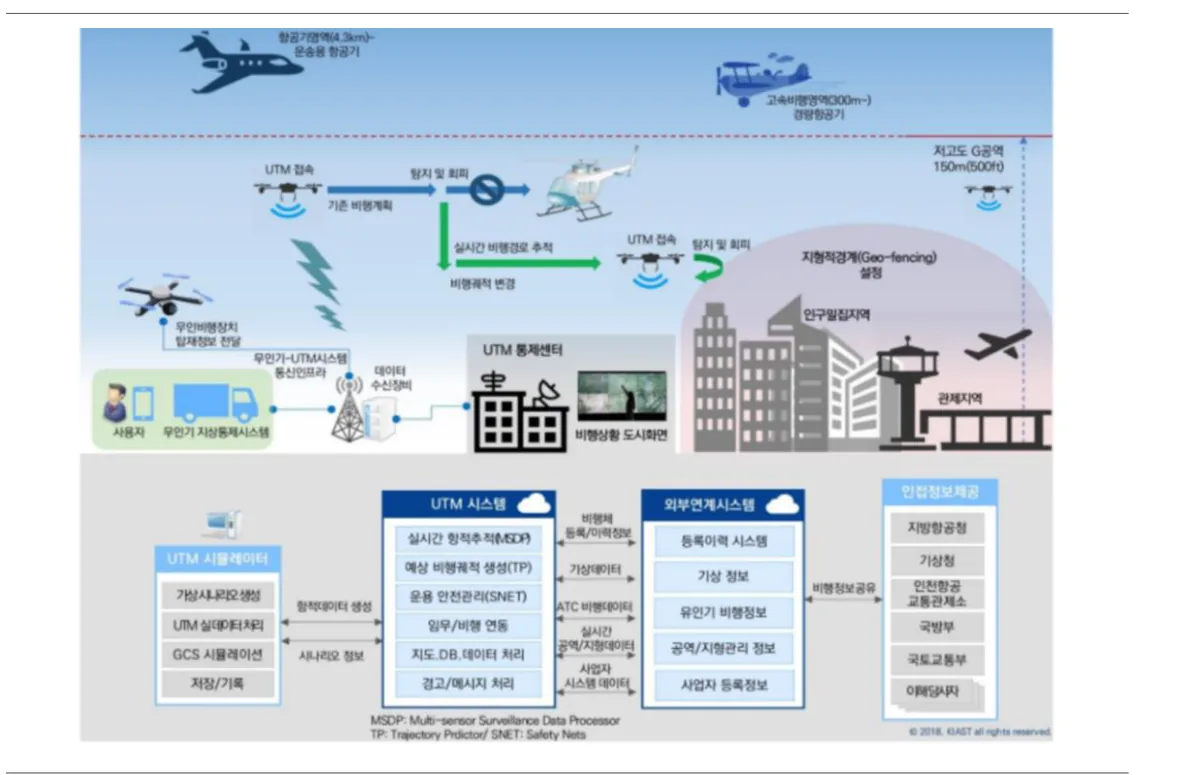 항공기영역(4.3km)-
운송용 항공기
고속비행영역(300m~)
경량항공기
저고도 G공역
150m(500ft)
UTM 접속
탐지 및 회피
기존 비행계획
실시간 비행경로 추적
비행궤적 변경
UTM 접속
탐지 및 회피
지형적경계(Geo-fencing)
설정
인구밀집지역
무인비행장치
탑재정보 전달
무인기-UTM시스템
통신인프라
데이터
수신장비
UTM 통제센터
비행상황 도시화면
관제지역
사용자
무인기 지상통제시스템
UTM 시뮬레이터
가상시나리오생성
UTM 실데이터처리
GCS 시뮬레이션
저장/기록
항적데이터 생성
시나리오 정보
UTM 시스템
실시간 항적추적(MSDP)
예상 비행궤적 생성(TP)
운용 안전관리(SNET)
임무/비행 연동
지도.DB.데이터 처리
경고/메시지 처리
비행체
등록/이력정보
기상데이터
ATC 비행데이터
실시간
공역/지형데이터
사업자
시스템 데이터
외부연계시스템
등록이력 시스템
기상 정보
유인기 비행정보
공역/지형관리 정보
사업자 등록정보
비행정보공유
인접정보제공
지방항공청
기상청
인천항공
교통관제소
국방부
국토교통부
이해당사자
MSDP: Multi-sensor Surveillance Data Processor
TP: Trajectory Prdictor/ SNET: Safety Nets
© 2018, KIAST all rights reserved.